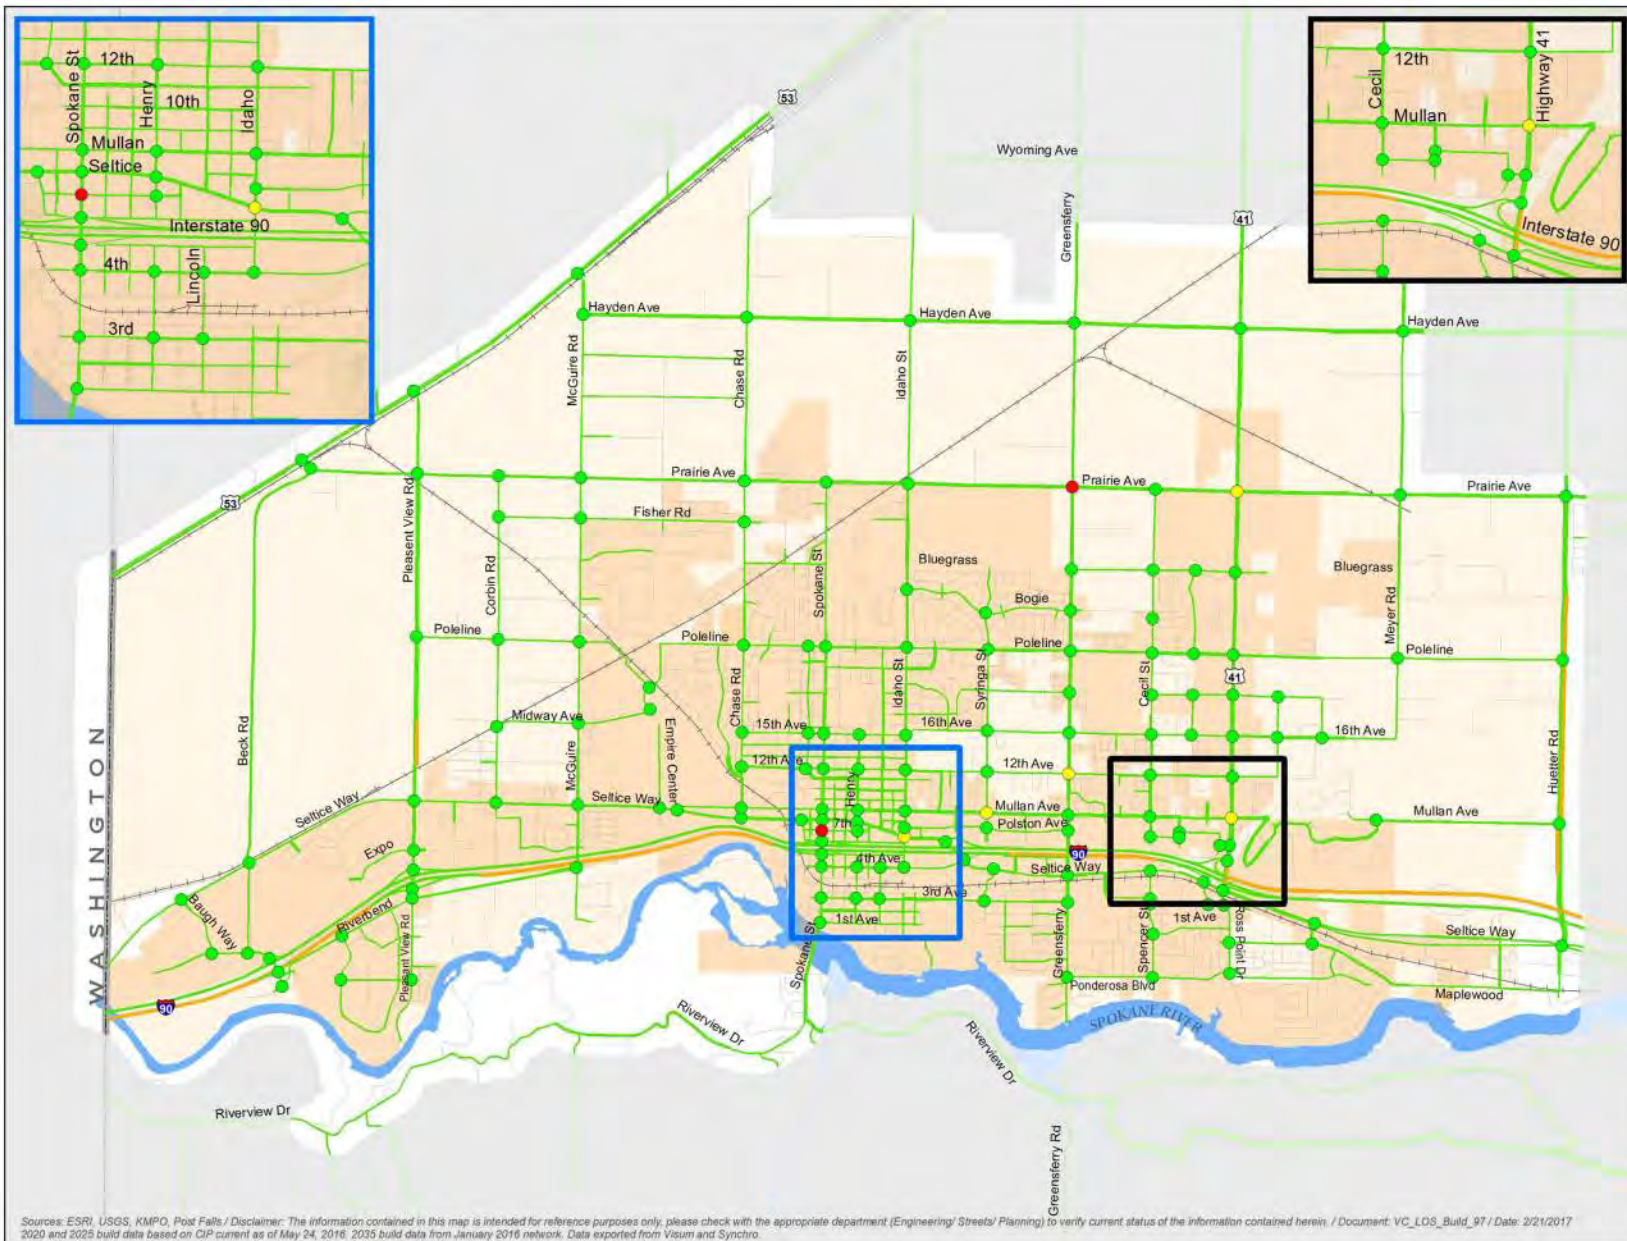 Spokane St
12th
Henry
10th
Idaho
Mullan
Seltice
Interstate 90
4th
Lincoln
3rd
Cecil
12th
Highway 41
Mullan
Interstate 90
53
Wyoming Ave
Greensferry
41
Hayden Ave
Hayden Ave
Hayden Ave
McGuire Rd
Chase Rd
Idaho St
53
Prairie Ave
Prairie Ave
Prairie Ave
Pleasant View Rd
Fisher Rd
Corbin Rd
Spokane St
Bluegrass
Bluegrass
Bogie
Meyer Rd
Poleline
Poleline
Poleline
Poleline
Idaho St
Syringa St
Cecil St
41
Chase Rd
Midway Ave
15th Ave
16th Ave
16th Ave
Beck Rd
Empire Center
McGuire
12th Ave
12th Ave
Huetter Rd
WASHINGTON
Seltice Way
Seltice Way
Henry
7th
Mullan Ave
Polston Ave
Mullan Ave
Expo
4th Ave
90
Seltice Way
3rd Ave
Baugh Way
Riverbend
Pleasant View Rd
1st Ave
Spokane St
Greensferry
Spencer St
1st Ave
Ross Point Dr
Seltice Way
Ponderosa Blvd
Maplewood
90
SPOKANE RIVER
Riverview Dr
Riverview Dr
Riverview Dr
Greensferry Rd
Sources: ESRI, USGS, KMPO, Post Falls / Disclaimer: The information contained in this map is intended for reference purposes only, please check with the appropriate department (Engineering/ Streets/ Planning) to verify current status of the information contained herein. / Document: VC_LOS_Build_97 / Date: 2/21/2017
2020 and 2025 build data based on CIP current as of May 24, 2016. 2035 build data from January 2016 network. Data exported from Visum and Synchro.